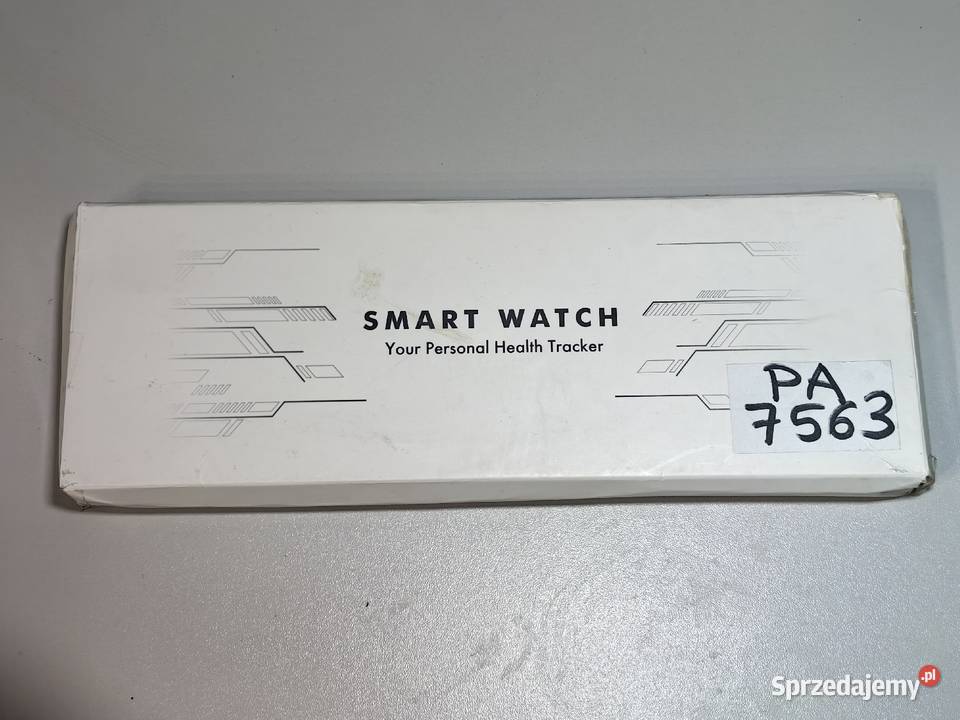 SMART WATCH
Your Personal Health Tracker
PA
7563
Sprzedajemy.pl